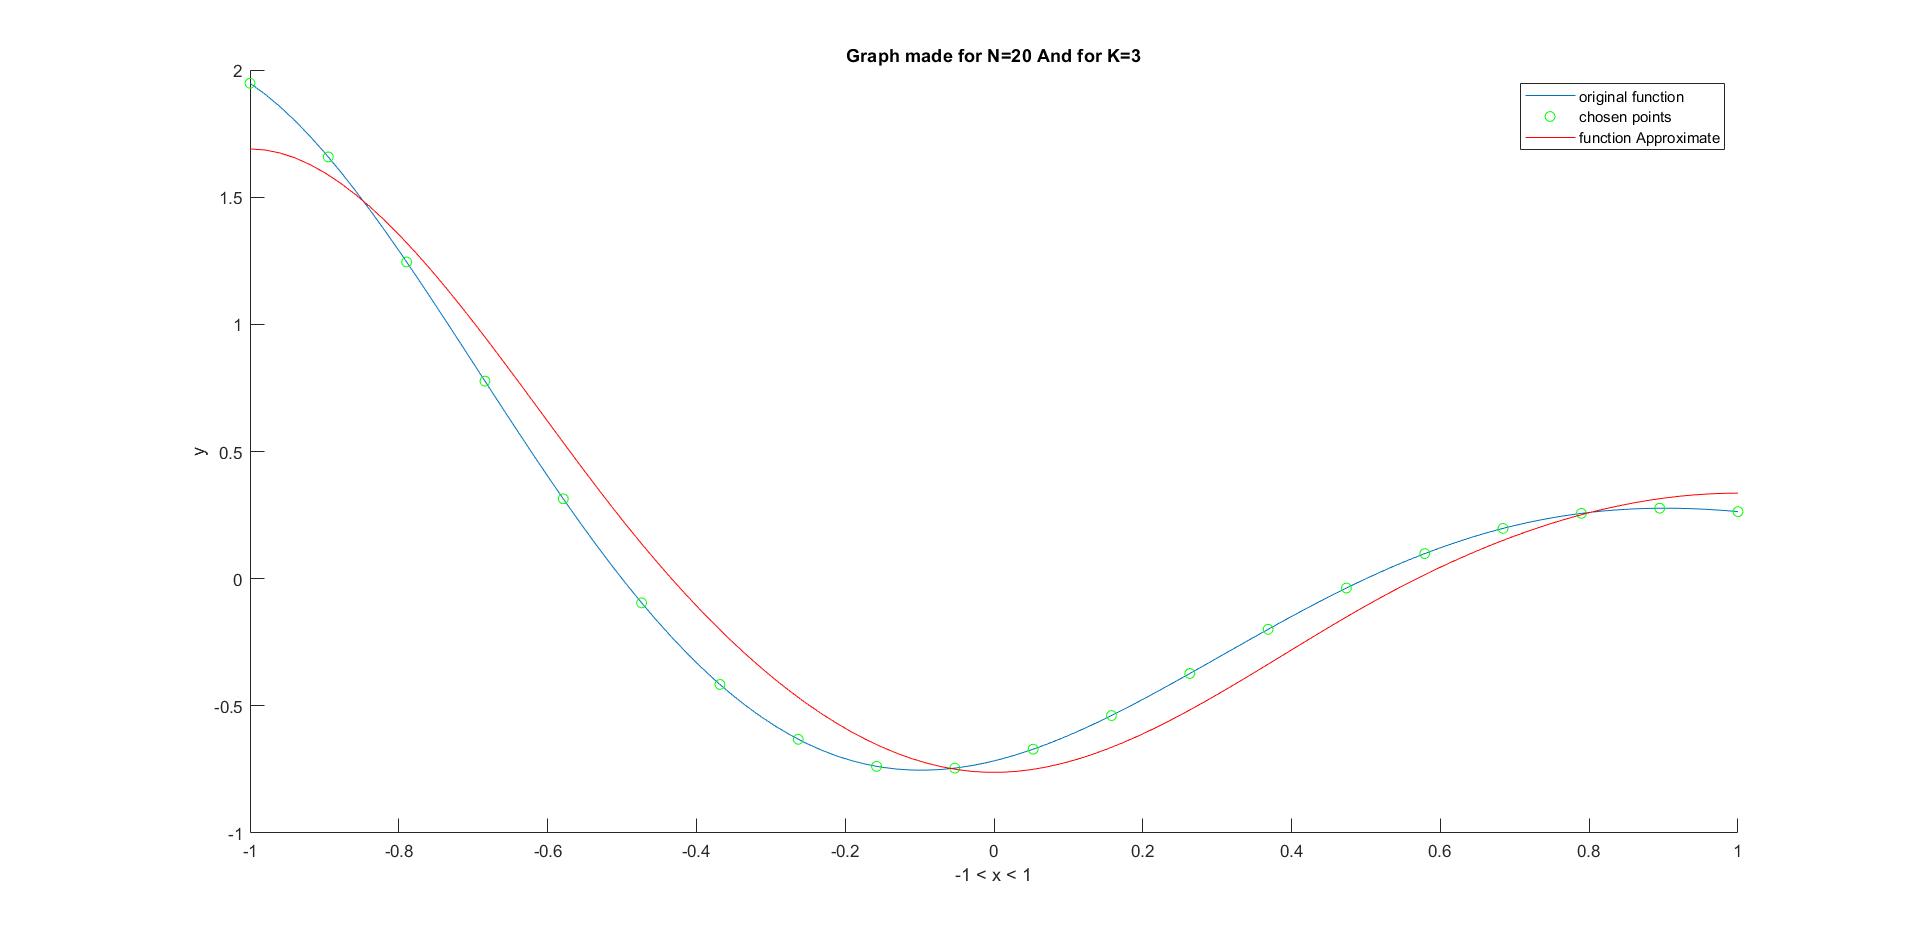 Graph made for N=20 And for K=3
original function
chosen points
function Approximate
2
1.5
1
0.5
0
-0.5
-1
y
-1 -0.8 -0.6 -0.4 -0.2 0 0.2 0.4 0.6 0.8 1
-1 < x < 1